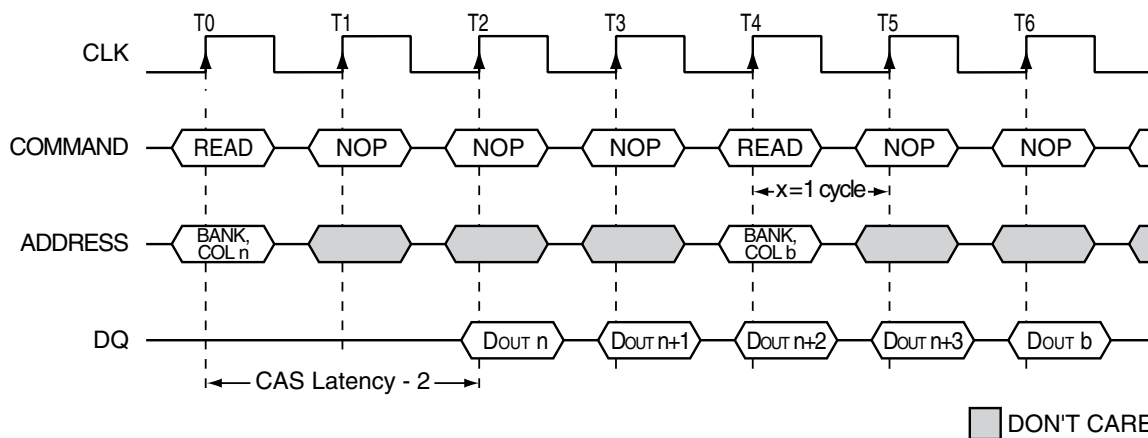 T0 T1 T2 T3 T4 T5 T6
CLK
COMMAND READ NOP NOP NOP READ NOP NOP
x=1 cycle
ADDRESS BANK, COL n BANK, COL b
DQ DOUT n DOUT n+1 DOUT n+2 DOUT n+3 DOUT b
CAS Latency - 2
DON'T CARE